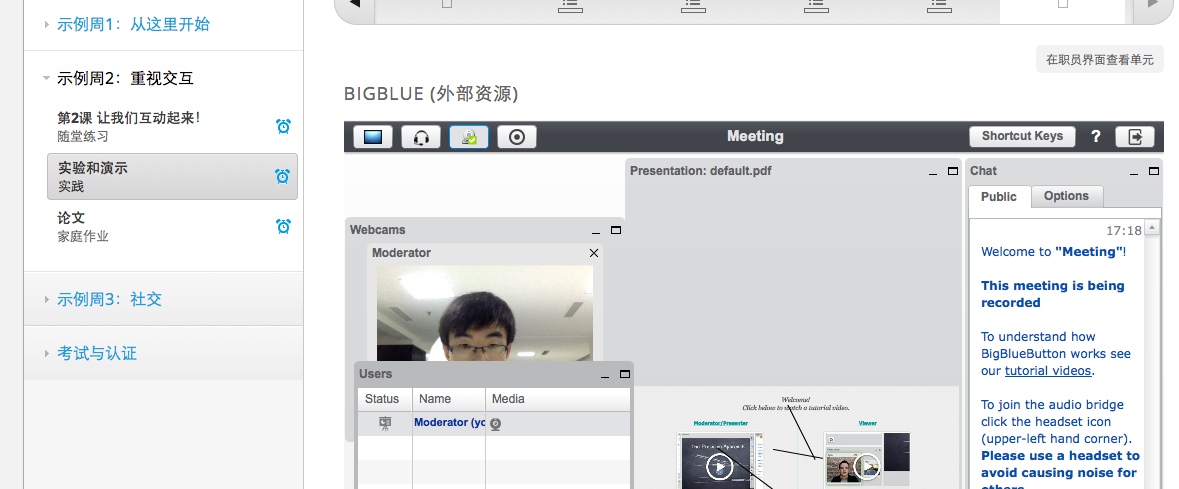 示例周1：从这里开始
示例周2：重视交互
第2课 让我们互动起来！
随堂练习
实验和演示
实践
论文
家庭作业
示例周3：社交
考试与认证
在职员界面查看单元
BIGBLUE (外部资源)
Meeting
Shortcut Keys
?
Webcams
Moderator
Users
Status Name Media
Moderator (yo
Presentation: default.pdf
Welcome!
Click below to watch a tutorial video.
Moderator/Presenter
Viewer
Chat
Public Options
17:18
Welcome to "Meeting"!
This meeting is being
recorded
To understand how
BigBlueButton works see
our tutorial videos.
To join the audio bridge
click the headset icon
(upper-left hand corner).
Please use a headset to
avoid causing noise for
others.